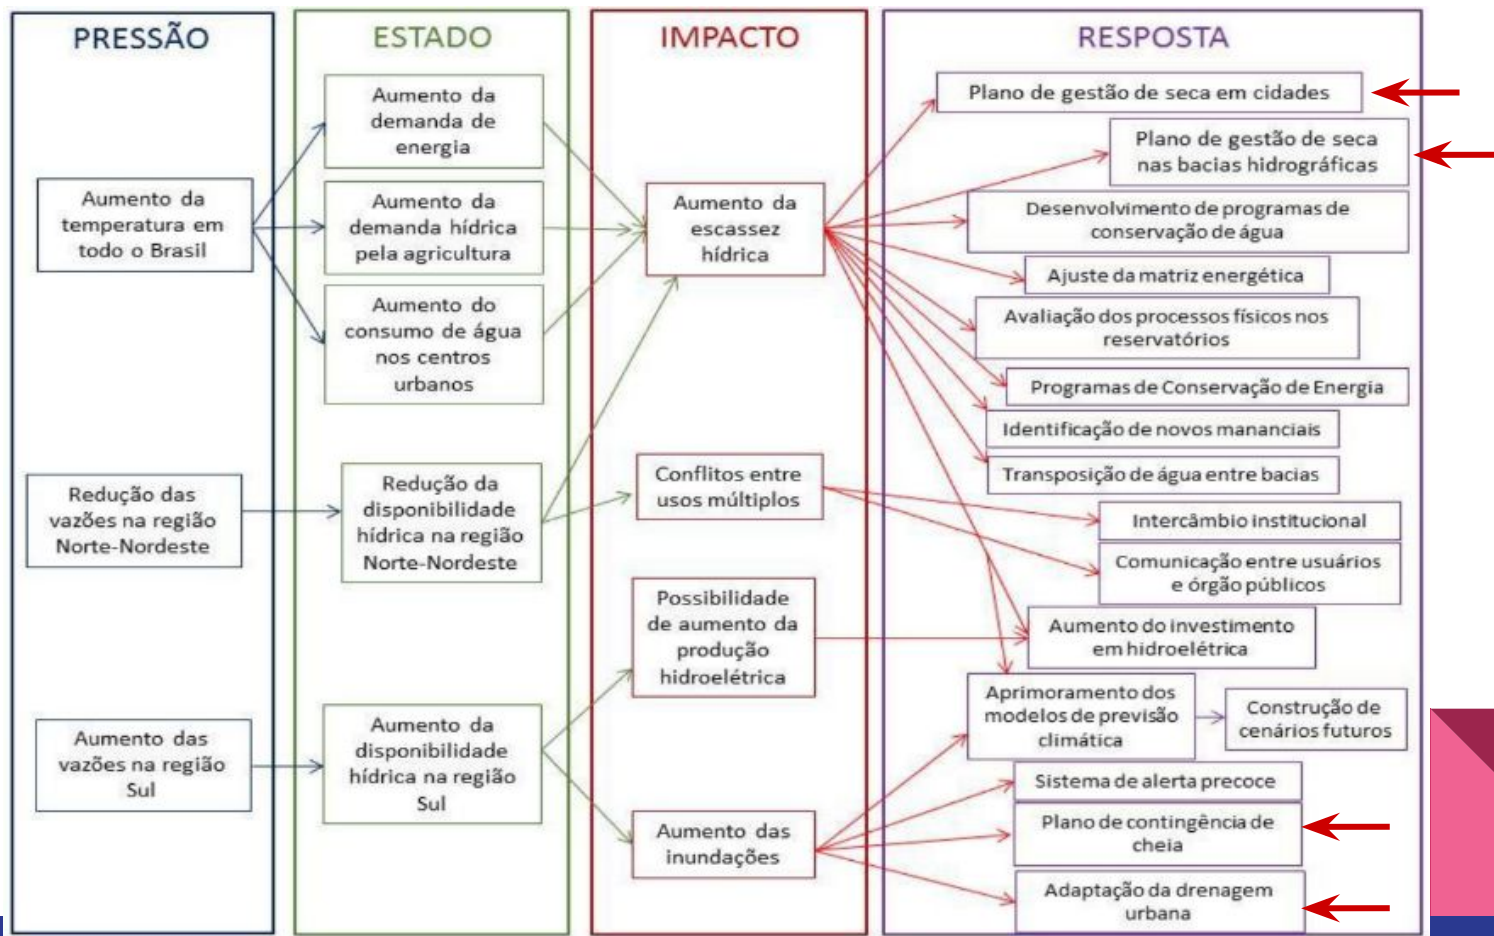 PRESSÃO
Aumento da
temperatura em
todo o Brasil
Redução das
vazões na região
Norte-Nordeste
Aumento das
vazões na região
Sul
ESTADO
Aumento da
demanda de
energia
Aumento da
demanda hídrica
pela agricultura
Aumento do
consumo de água
nos centros
urbanos
Redução da
disponibilidade
hídrica na região
Norte-Nordeste
Aumento da
disponibilidade
hídrica na região
Sul
IMPACTO
Aumento da
escassez
hídrica
Conflitos entre
usos múltiplos
Possibilidade
de aumento da
produção
hidroelétrica
Aumento das
inundações
RESPOSTA
Plano de gestão de seca em cidades
Plano de gestão de seca
nas bacias hidrográficas
Desenvolvimento de programas de
conservação de água
Ajuste da matriz energética
Avaliação dos processos físicos nos
reservatórios
Programas de Conservação de Energia
Identificação de novos mananciais
Transposição de água entre bacias
Intercâmbio institucional
Comunicação entre usuários
e órgão públicos
Aumento do investimento
em hidroelétrica
Aprimoramento dos
modelos de previsão
climática
Construção de
cenários futuros
Sistema de alerta precoce
Plano de contingência de
cheia
Adaptação da drenagem
urbana